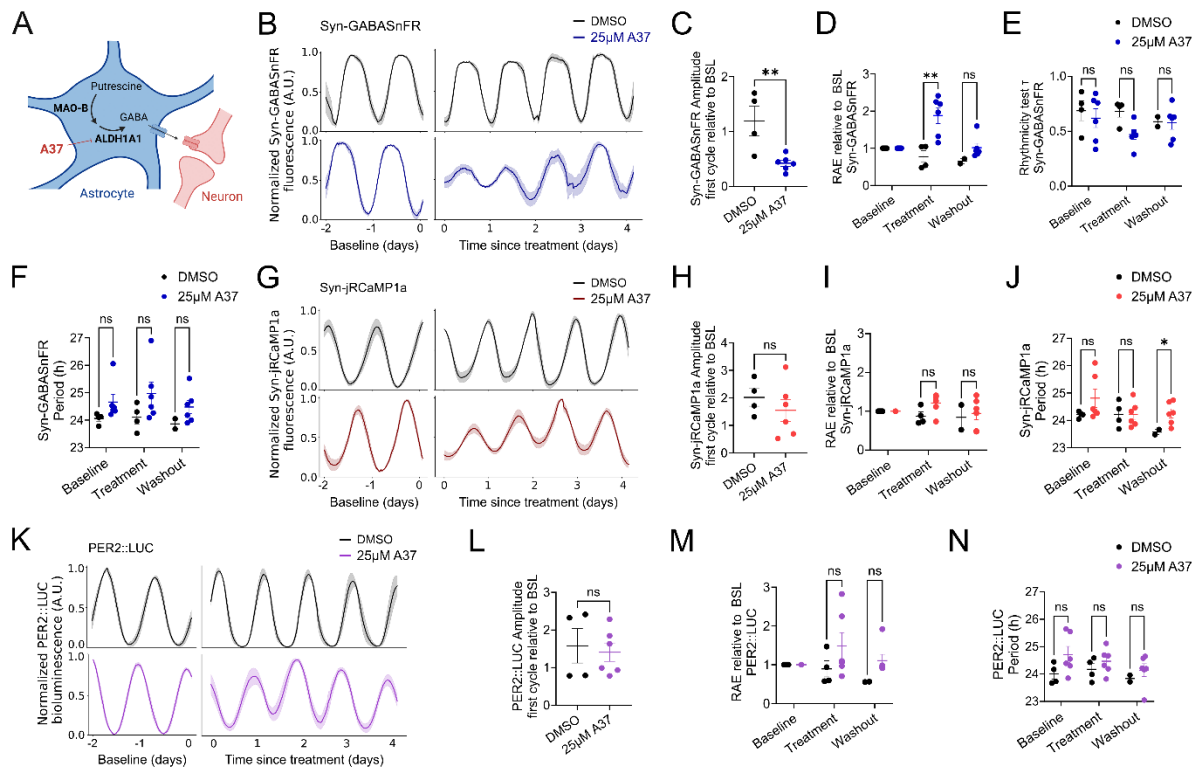 A
Putrescine
MAO-B
GABA
ALDH1A1
A37
Astrocyte
Neuron
B
Syn-GABASnFR
DMSO
25µM A37
Normalized Syn-GABASnFR
fluorescence (A.U.)
1.0
0.5
0.0
1.0
0.5
0.0
-2
-1
0
0
1
2
3
4
Baseline (days)
Time since treatment (days)
C
Syn-GABASnFR Amplitude
first cycle relative to BSL
2.0
1.5
1.0
0.5
0.0
**
DMSO
25µM A37
D
DMSO
25µM A37
RAE relative to BSL
Syn-GABASnFR
4
3
2
1
0
**
ns
Baseline
Treatment
Washout
E
DMSO
25µM A37
Rhythmicity test τ
Syn-GABASnFR
1.0
0.5
0.0
ns
ns
ns
Baseline
Treatment
Washout
F
DMSO
25µM A37
Syn-GABASnFR
Period (h)
27
26
25
24
23
ns
ns
ns
Baseline
Treatment
Washout
G
Syn-jRCaMP1a
DMSO
25µM A37
Normalized Syn-jRCaMP1a
fluorescence (A.U.)
1.0
0.5
0.0
1.0
0.5
0.0
-2
-1
0
0
1
2
3
4
Baseline (days)
Time since treatment (days)
H
Syn-jRCaMP1a Amplitude
first cycle relative to BSL
4
3
2
1
0
ns
DMSO
25µM A37
I
DMSO
25µM A37
RAE relative to BSL
Syn-jRCaMP1a
4
3
2
1
0
ns
ns
Baseline
Treatment
Washout
J
DMSO
25µM A37
Syn-jRCaMP1a
Period (h)
27
26
25
24
23
ns
ns
*
Baseline
Treatment
Washout
K
PER2::LUC
DMSO
25µM A37
Normalized PER2::LUC
bioluminescence (A.U.)
1.0
0.5
0.0
1.0
0.5
0.0
-2
-1
0
0
1
2
3
4
Baseline (days)
Time since treatment (days)
L
PER2::LUC Amplitude
first cycle relative to BSL
3
2
1
0
ns
DMSO
25µM A37
M
DMSO
25µM A37
RAE relative to BSL
PER2::LUC
3
2
1
0
ns
ns
Baseline
Treatment
Washout
N
DMSO
25µM A37
PER2::LUC
Period (h)
27
26
25
24
23
ns
ns
ns
Baseline
Treatment
Washout